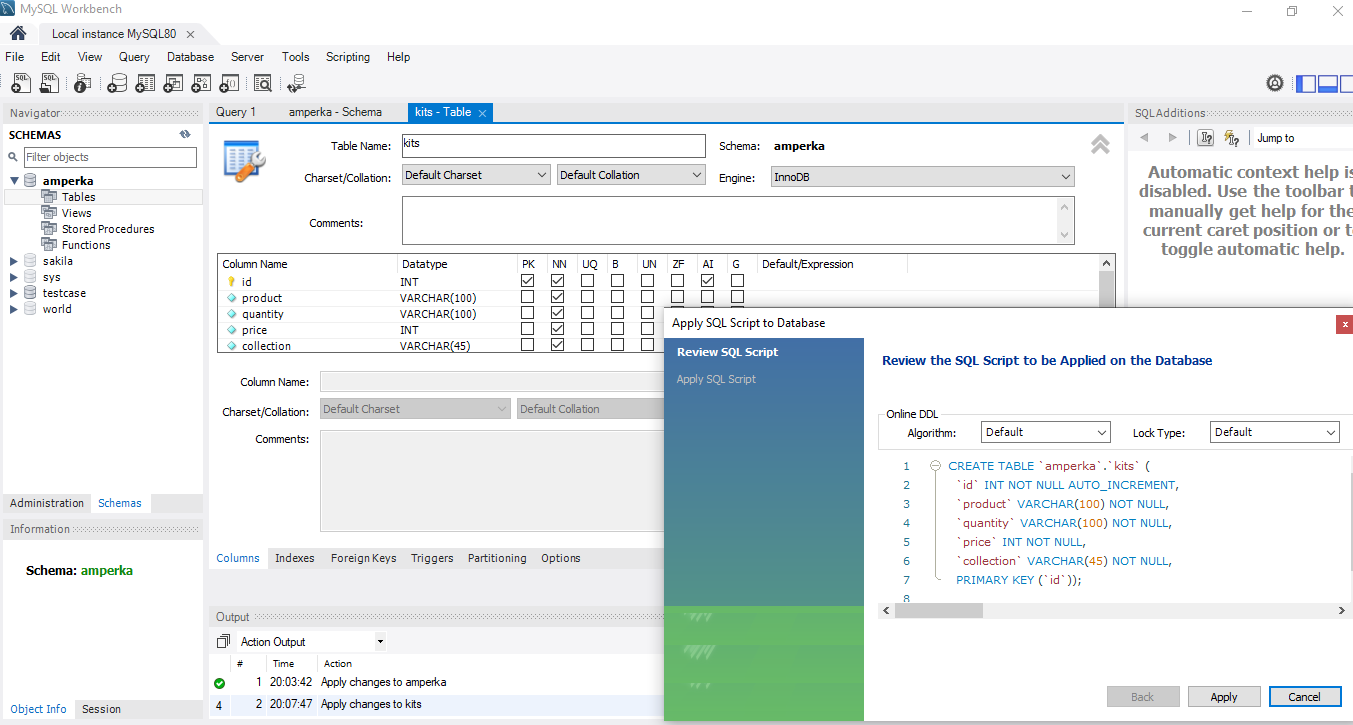 MySQL Workbench
Local instance MySQL80
File Edit View Query Database Server Tools Scripting Help
Navigator
SCHEMAS
Filter objects
amperka
Tables
Views
Stored Procedures
Functions
sakila
sys
testcase
world
Administration Schemas
Information
Schema: amperka
Object Info Session
Query 1 amperka - Schema kits - Table
Table Name: kits Schema: amperka
Charset/Collation: Default Charset Default Collation Engine: InnoDB
Comments:
Column Name Datatype PK NN UQ B UN ZF AI G Default/Expression
id INT
product VARCHAR(100)
quantity VARCHAR(100)
price INT
collection VARCHAR(45)
Column Name:
Charset/Collation: Default Charset Default Collation
Comments:
Columns Indexes Foreign Keys Triggers Partitioning Options
Output
Action Output
# Time Action
1 20:03:42 Apply changes to amperka
4 2 20:07:47 Apply changes to kits
SQLAdditions
Jump to
Automatic context help is
disabled. Use the toolbar
manually get help for the
current caret position or
toggle automatic help.
Apply SQL Script to Database
Review SQL Script
Apply SQL Script
Review the SQL Script to be Applied on the Database
Online DDL
Algorithm: Default Lock Type: Default
1 CREATE TABLE `amperka`.`kits` (
2 `id` INT NOT NULL AUTO_INCREMENT,
3 `product` VARCHAR(100) NOT NULL,
4 `quantity` VARCHAR(100) NOT NULL,
5 `price` INT NOT NULL,
6 `collection` VARCHAR(45) NOT NULL,
7 PRIMARY KEY (`id`));
8
Back Apply Cancel